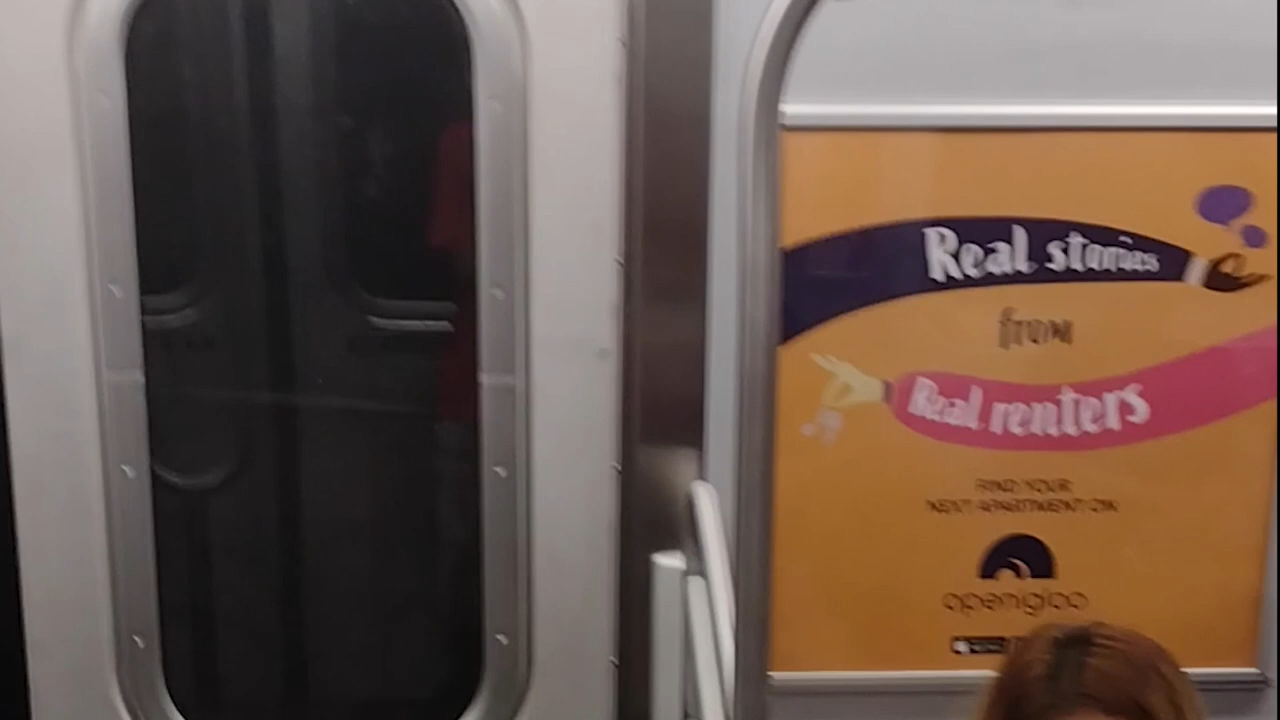 Real stories
from
Real renters
FIND YOUR
NEXT APARTMENT ON
openigloo